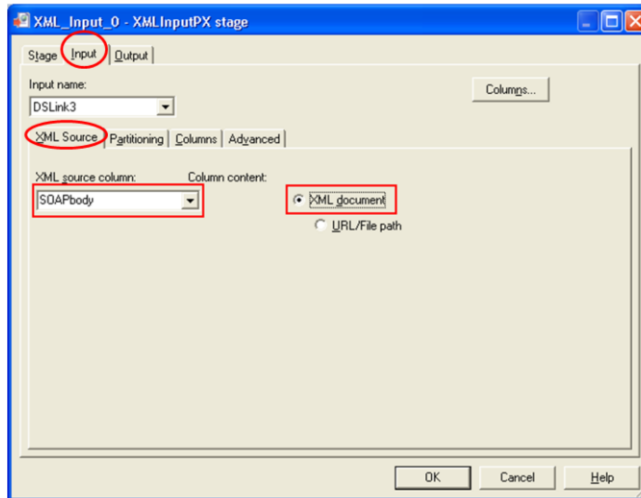 XML_Input_0 - XMLInputPX stage
Stage Input Output
Input name:
DSLink3
Columns...
XML Source Partitioning Columns Advanced
XML source column: Column content:
SOAPbody
XML document
URL/File path
OK Cancel Help